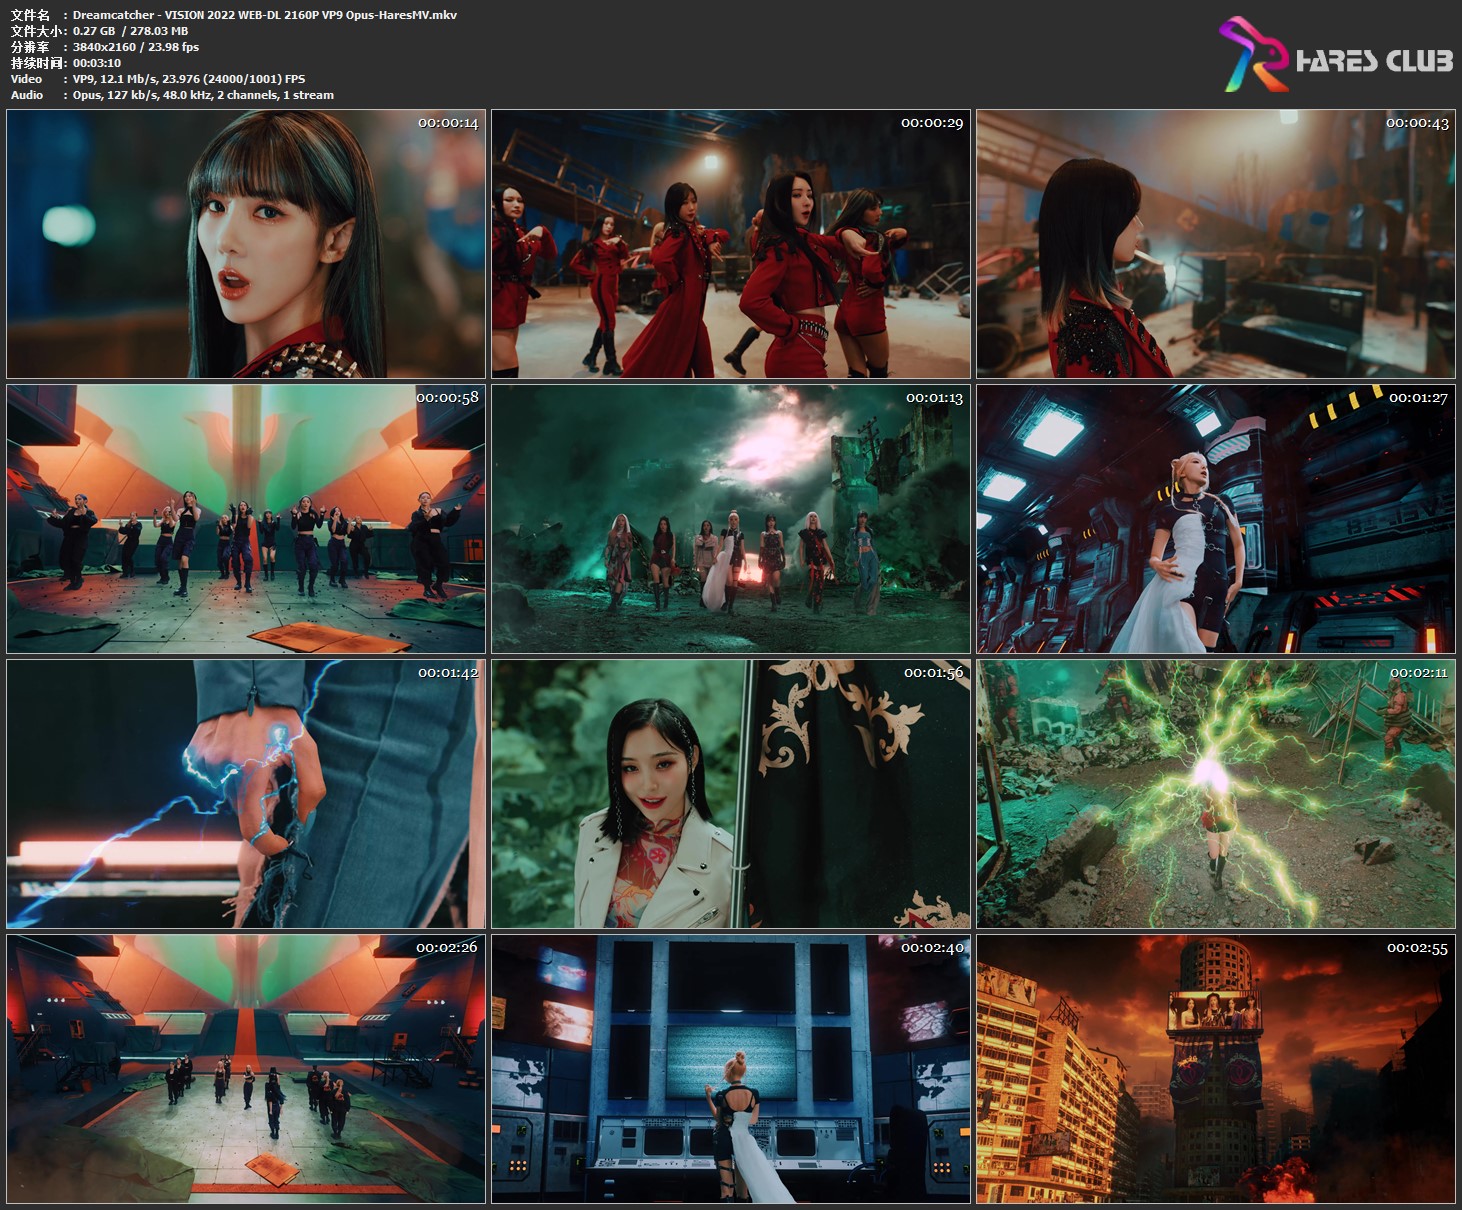 文件名 : Dreamcatcher - VISION 2022 WEB-DL 2160P VP9 Opus-HaresMV.mkv
文件大小: 0.27 GB / 278.03 MB
分辨率 : 3840x2160 / 23.98 fps
持续时间: 00:03:10
Video : VP9, 12.1 Mb/s, 23.976 (24000/1001) FPS
Audio : Opus, 127 kb/s, 48.0 kHz, 2 channels, 1 stream
HARES CLUB
00:00:14
00:00:29
00:00:43
00:00:58
00:01:13
00:01:27
00:01:42
00:01:56
00:02:11
00:02:26
00:02:40
00:02:55